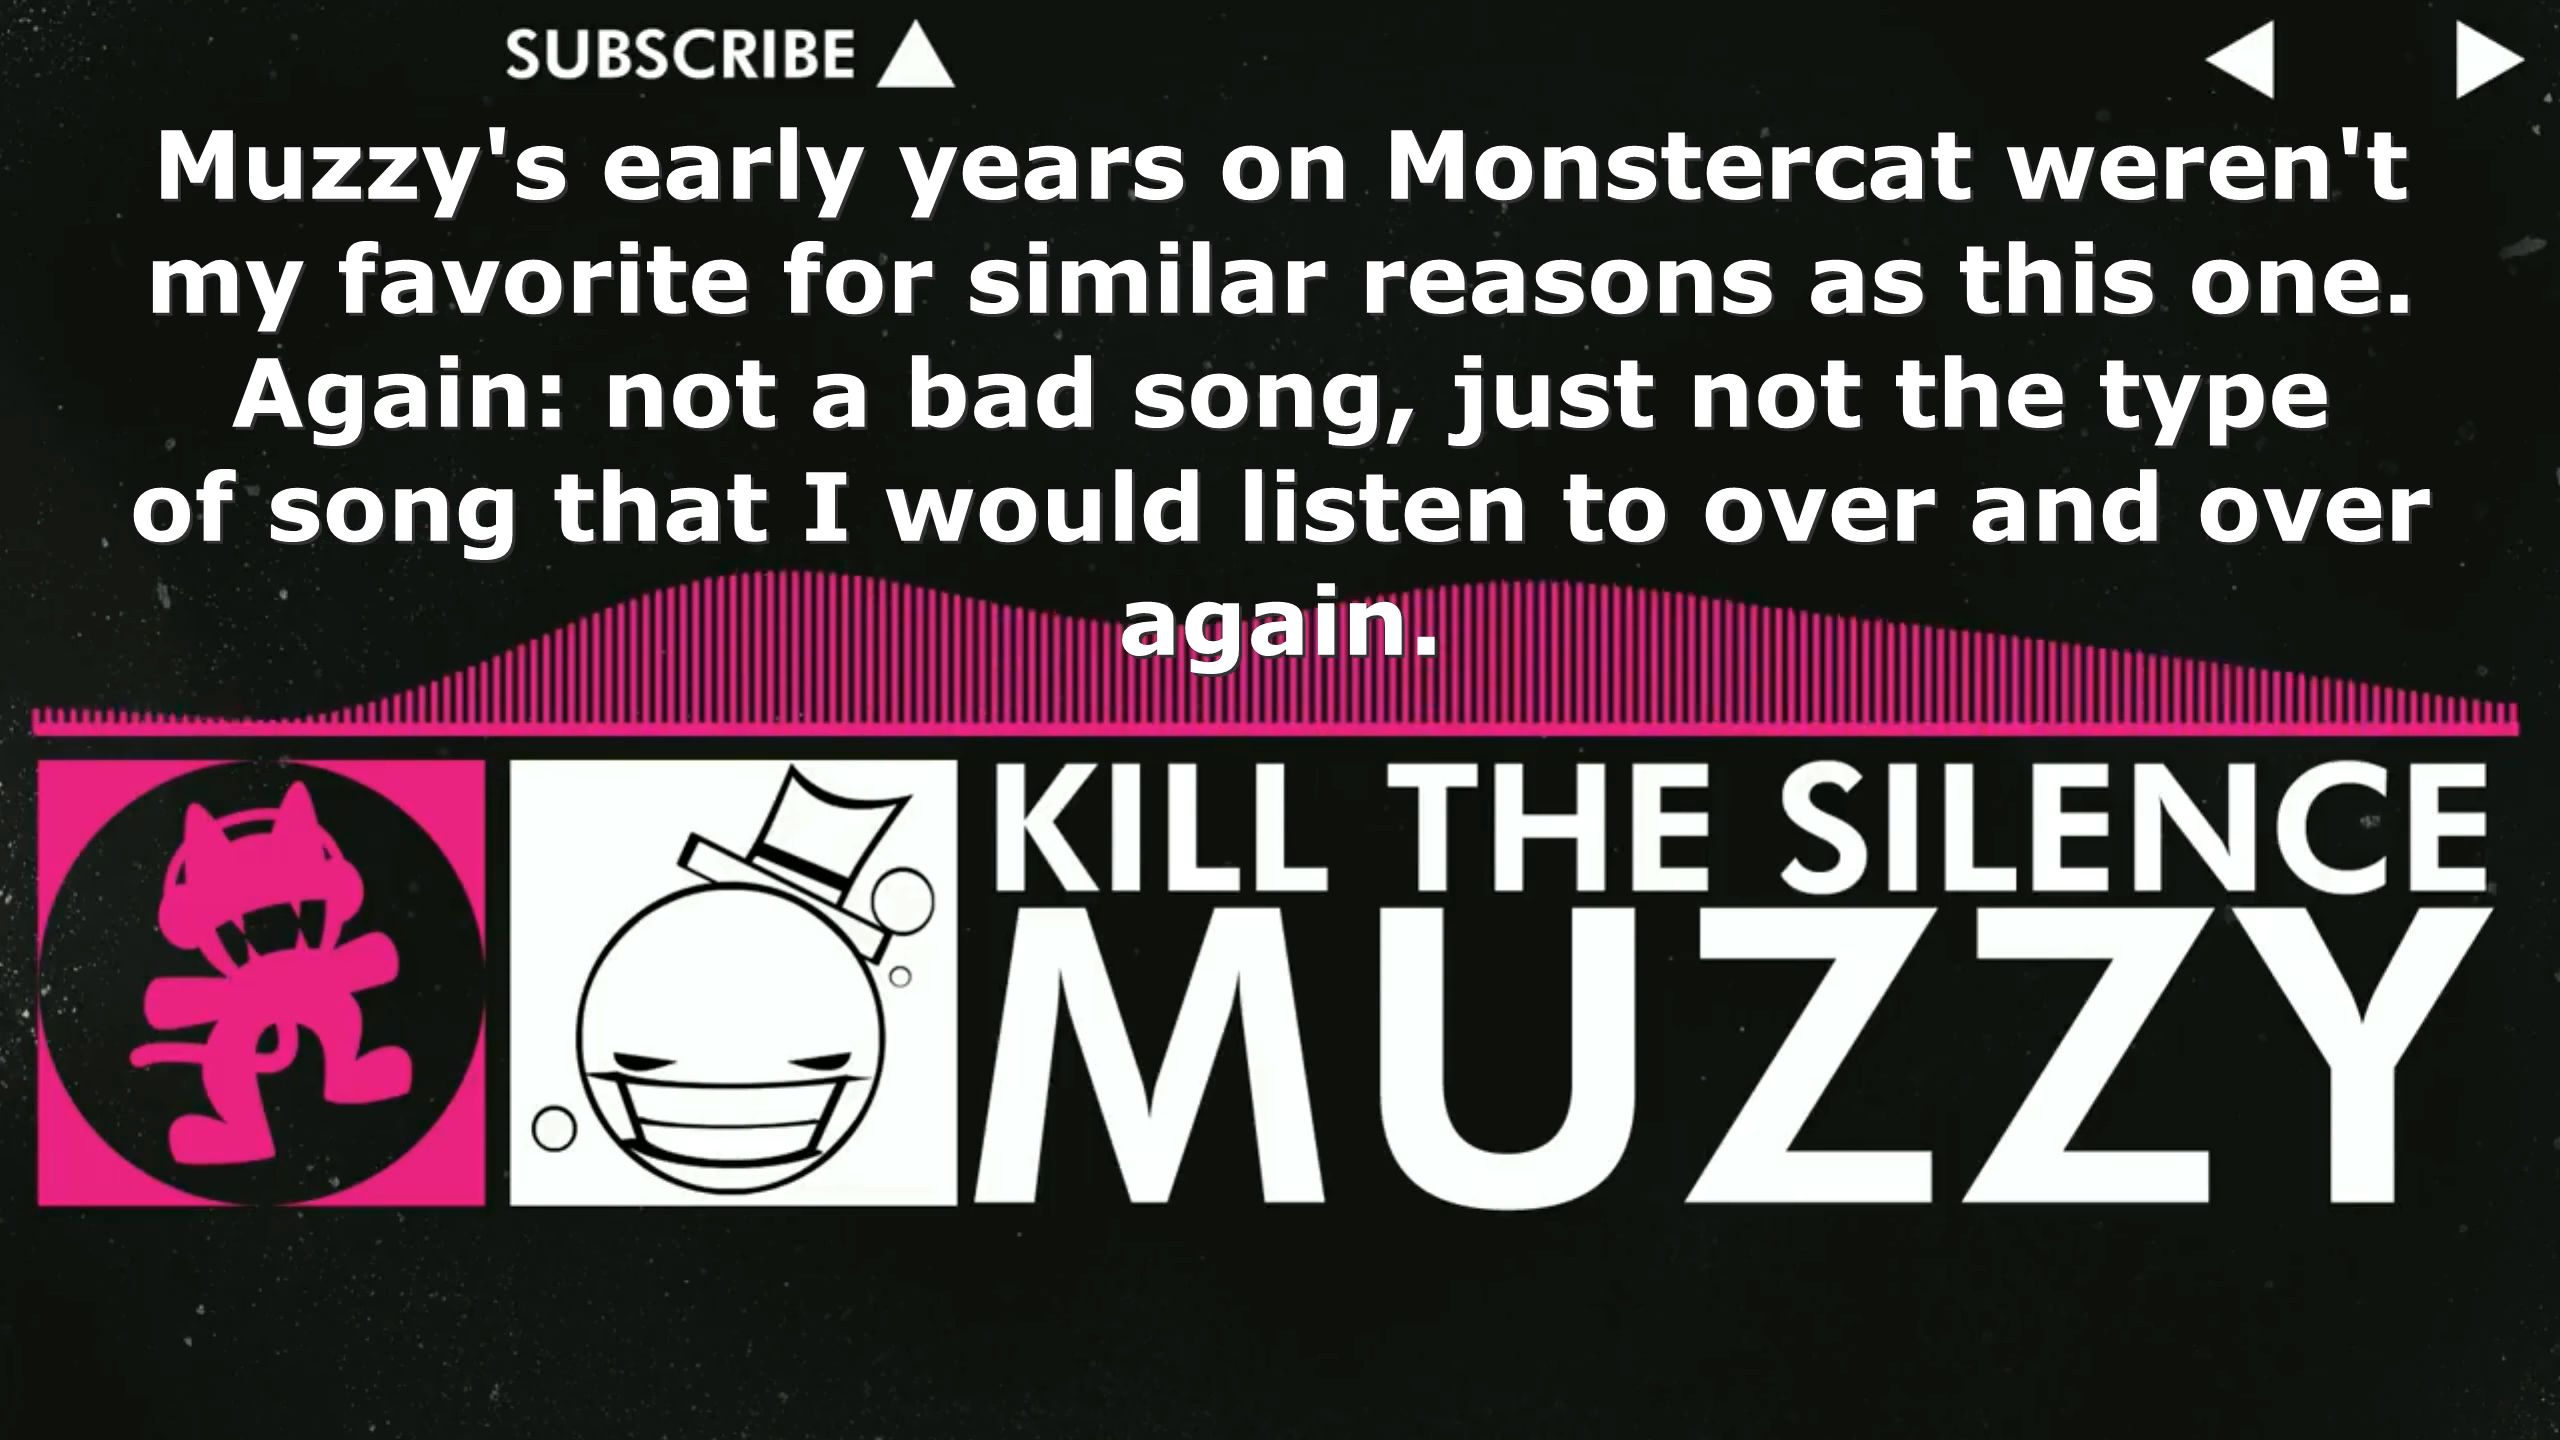 SUBSCRIBE
Muzzy's early years on Monstercat weren't
my favorite for similar reasons as this one.
Again: not a bad song, just not the type
of song that I would listen to over and over
again.
KILL THE SILENCE
MUZZY